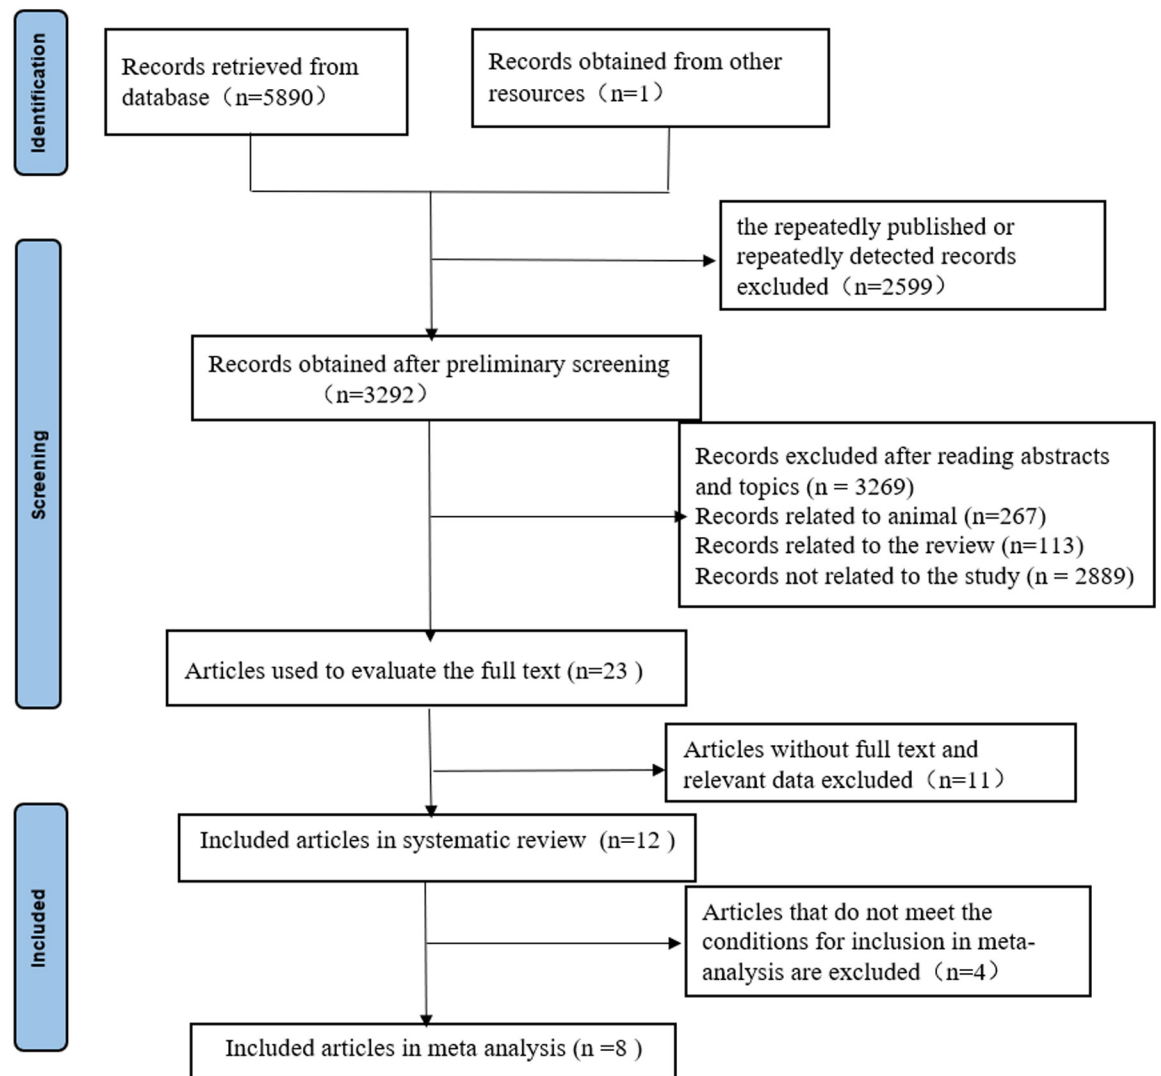 Identification
Records retrieved from
database（n=5890）
Records obtained from other
resources（n=1）
the repeatedly published or
repeatedly detected records
excluded（n=2599）
Screening
Records obtained after preliminary screening
（n=3292）
Records excluded after reading abstracts
and topics (n = 3269)
Records related to animal (n=267)
Records related to the review (n=113)
Records not related to the study (n = 2889)
Articles used to evaluate the full text (n=23 )
Articles without full text and
relevant data excluded（n=11）
Included
Included articles in systematic review  (n=12 )
Articles that do not meet the
conditions for inclusion in meta-
analysis are excluded（n=4）
Included articles in meta analysis (n =8 )